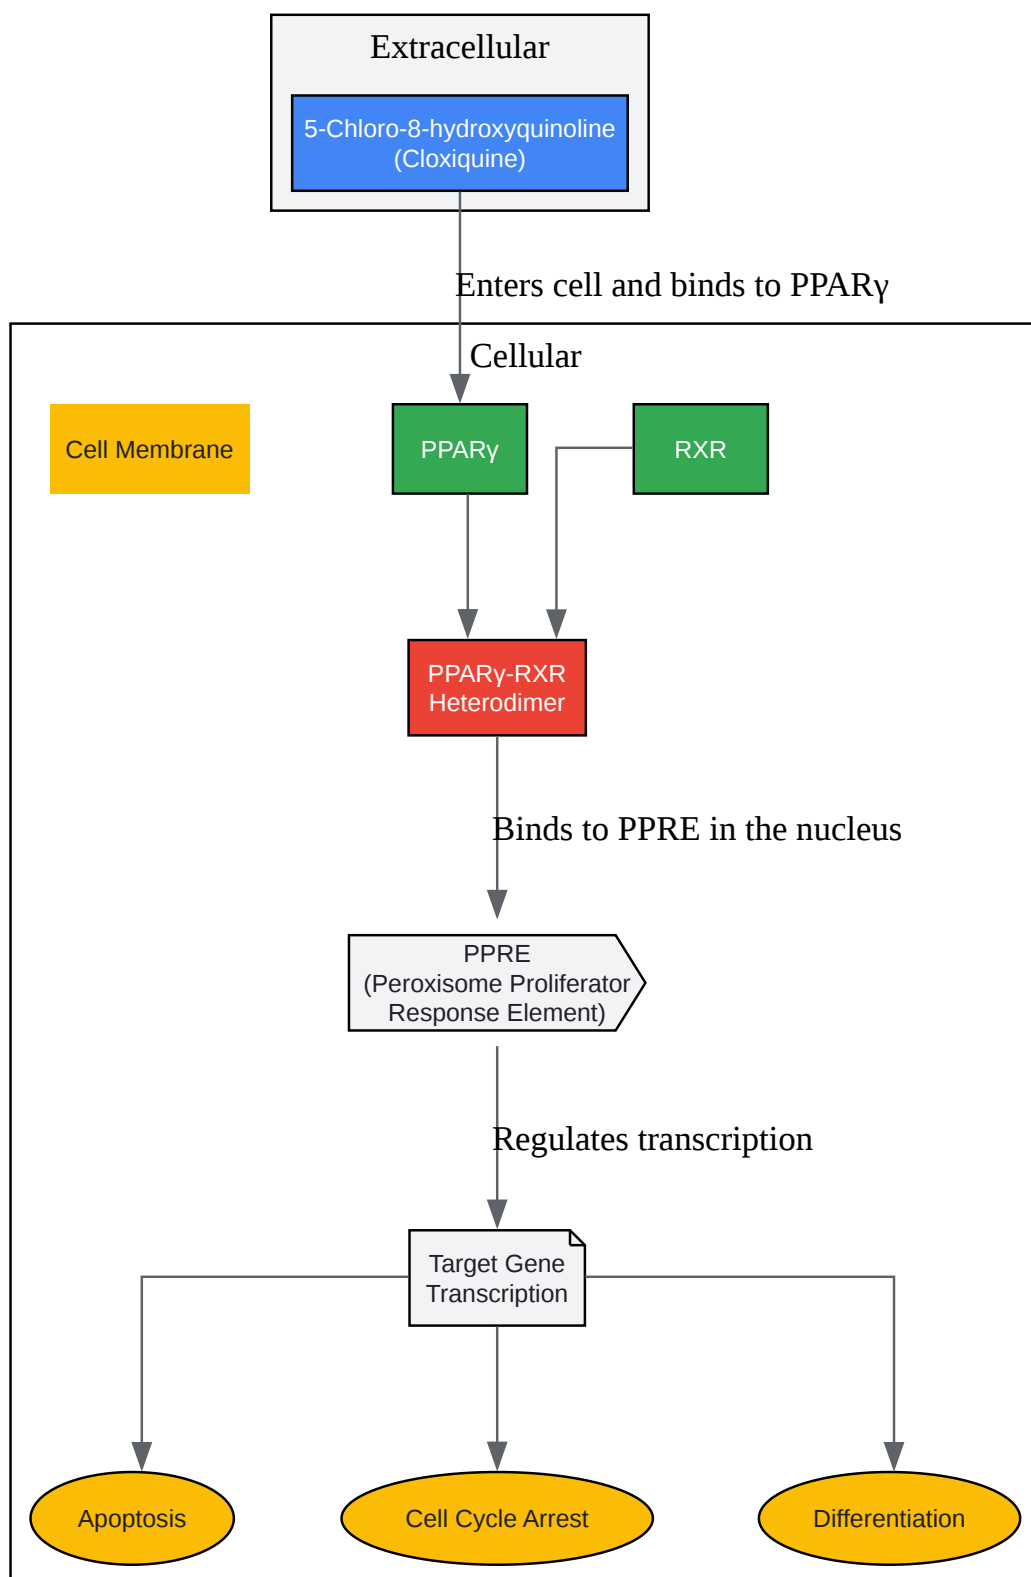 Extracellular
5-Chloro-8-hydroxyquinoline
(Cloxiquine)
Enters cell and binds to PPARγ
Cellular
Cell Membrane
PPARγ
RXR
PPARγ-RXR
Heterodimer
Binds to PPRE in the nucleus
PPRE
(Peroxisome Proliferator
Response Element)
Regulates transcription
Target Gene
Transcription
Apoptosis
Cell Cycle Arrest
Differentiation